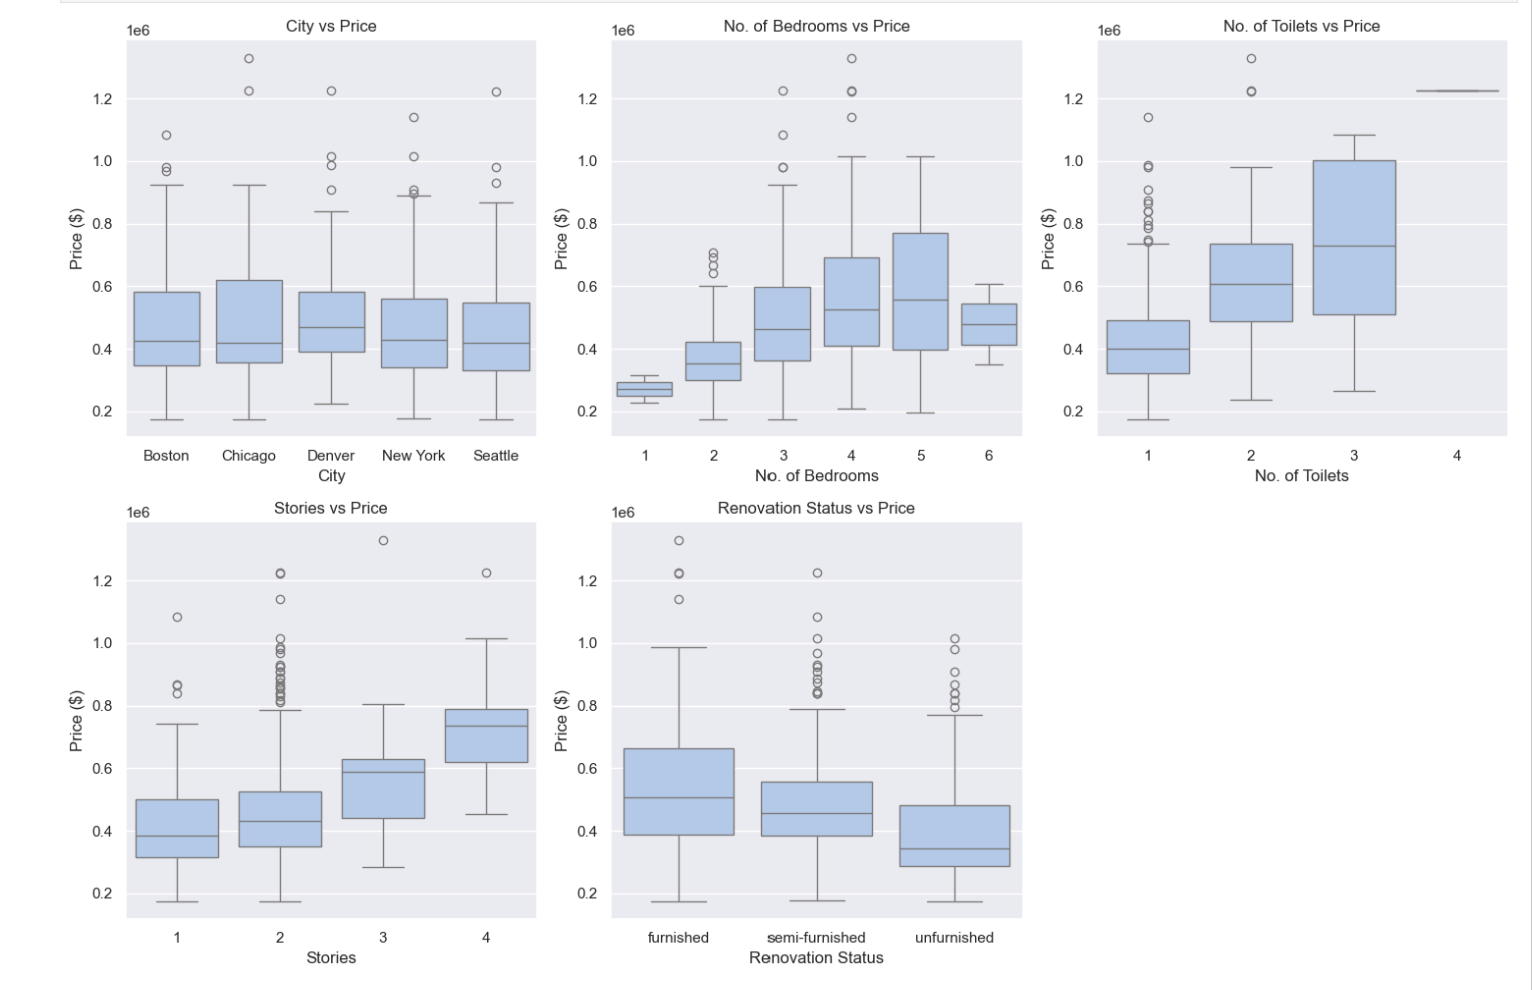 City vs Price
1e6
1.2
1.0
0.8
0.6
0.4
0.2
Price ($)
Boston Chicago Denver New York Seattle
City
No. of Bedrooms vs Price
1e6
1.2
1.0
0.8
0.6
0.4
0.2
Price ($)
1 2 3 4 5 6
No. of Bedrooms
No. of Toilets vs Price
1e6
1.2
1.0
0.8
0.6
0.4
0.2
Price ($)
1 2 3 4
No. of Toilets
Stories vs Price
1e6
1.2
1.0
0.8
0.6
0.4
0.2
Price ($)
1 2 3 4
Stories
Renovation Status vs Price
1e6
1.2
1.0
0.8
0.6
0.4
0.2
Price ($)
furnished semi-furnished unfurnished
Renovation Status